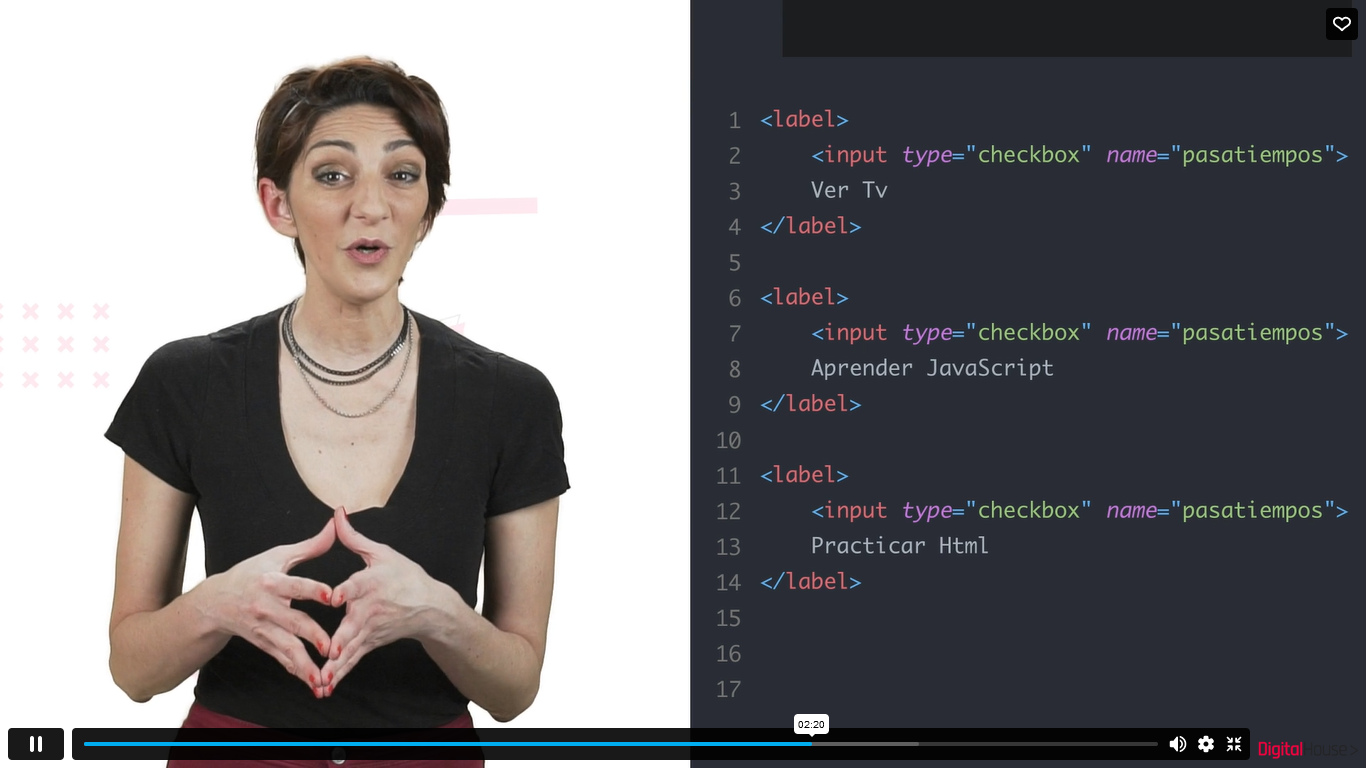 1 <label>
2 <input type="checkbox" name="pasatiempos">
3 Ver Tv
4 </label>
5
6 <label>
7 <input type="checkbox" name="pasatiempos">
8 Aprender JavaScript
9 </label>
10
11 <label>
12 <input type="checkbox" name="pasatiempos">
13 Practicar Html
14 </label>
15
16
17
02:20
DigitalHouse>